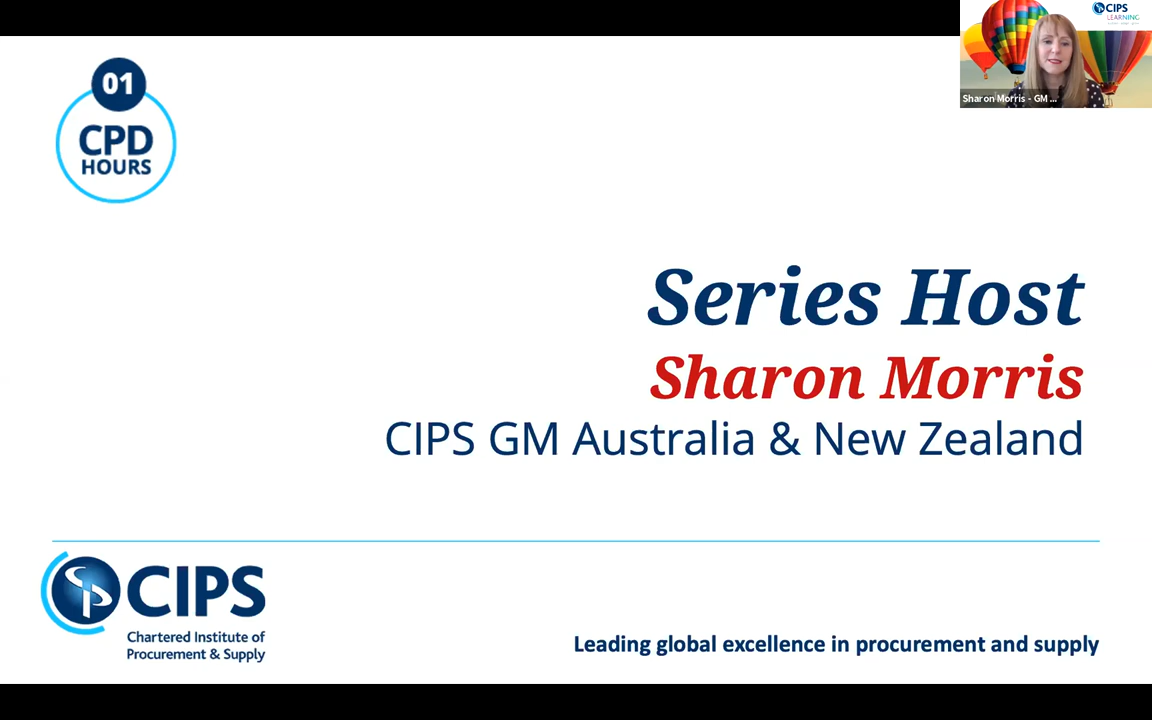 01
CPD
HOURS
CIPS
LEARNING
Sharon Morris - GM ...
Series Host
Sharon Morris
CIPS GM Australia & New Zealand
CIPS
Chartered Institute of
Procurement & Supply
Leading global excellence in procurement and supply